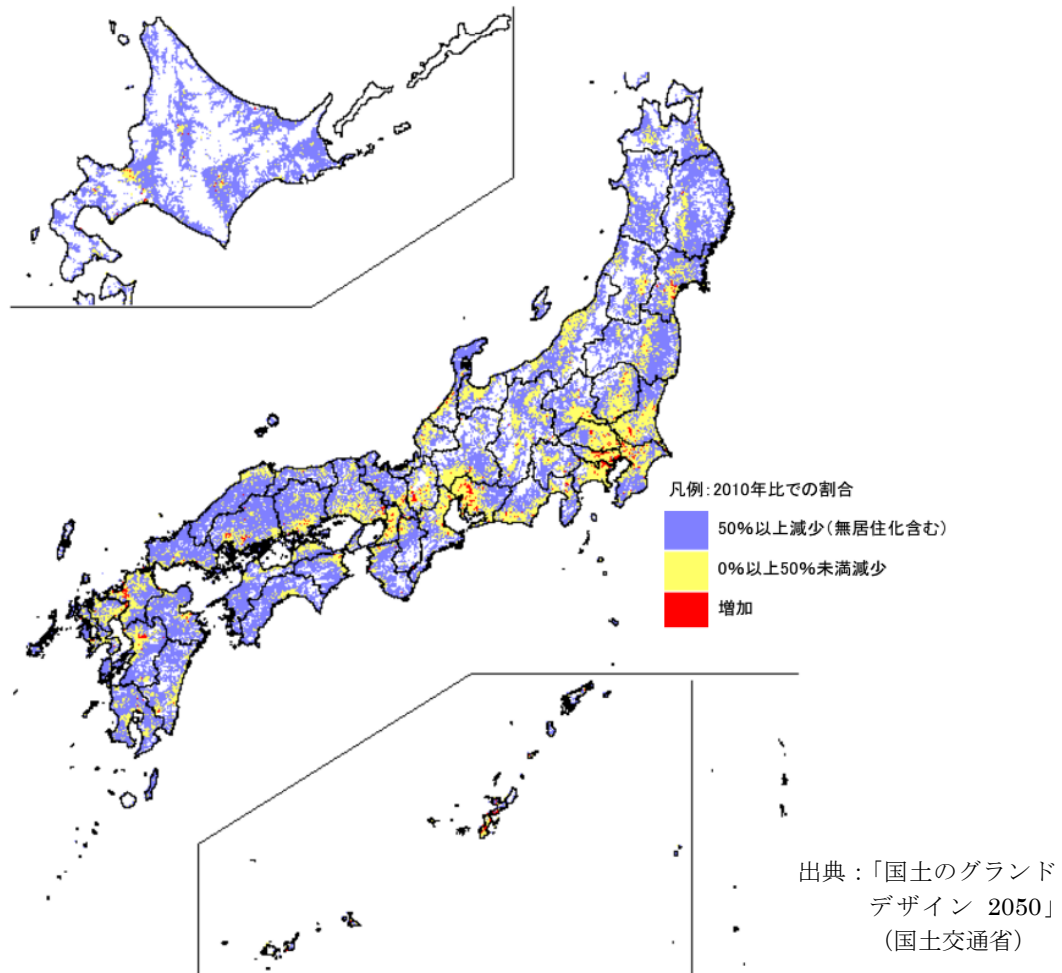 凡例:2010年比での割合
50%以上減少(無居住化含む)
0%以上50%未満減少
増加
出典:「国土のグランド
デザイン 2050」
(国土交通省)